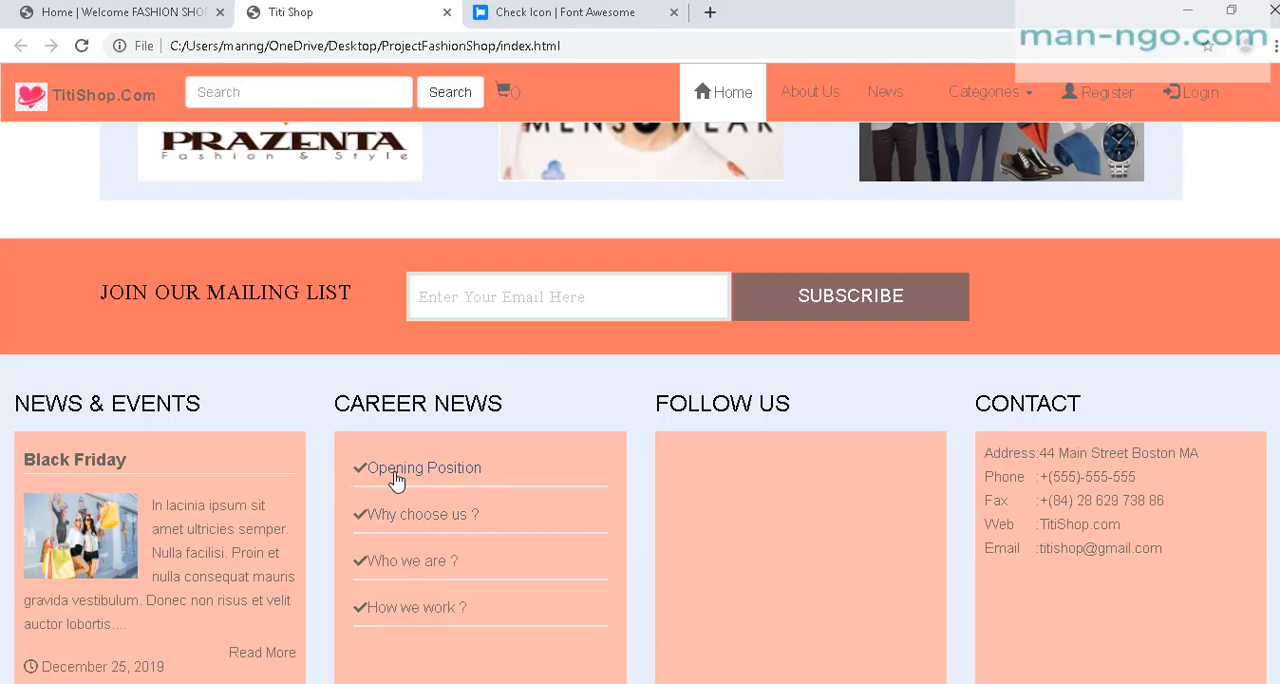 Home | Welcome FASHION SHOP
Titi Shop
Check Icon | Font Awesome
File
C:/Users/manng/OneDrive/Desktop/ProjectFashionShop/index.html
man-ngo.com
TitiShop.Com
Search
Search
0
Home
About Us
News
Categories
Register
Login
PRAZENTA
Fashion & Style
MENSWEAR
JOIN OUR MAILING LIST
Enter Your Email Here
SUBSCRIBE
NEWS & EVENTS
Black Friday
In lacinia ipsum sit
amet ultricies semper.
Nulla facilisi. Proin et
nulla consequat mauris
gravida vestibulum. Donec non risus et velit
auctor lobortis....
Read More
December 25, 2019
CAREER NEWS
Opening Position
Why choose us ?
Who we are ?
How we work ?
FOLLOW US
CONTACT
Address:44 Main Street Boston MA
Phone :+(555)-555-555
Fax :+(84) 28 629 738 86
Web :TitiShop.com
Email :titishop@gmail.com